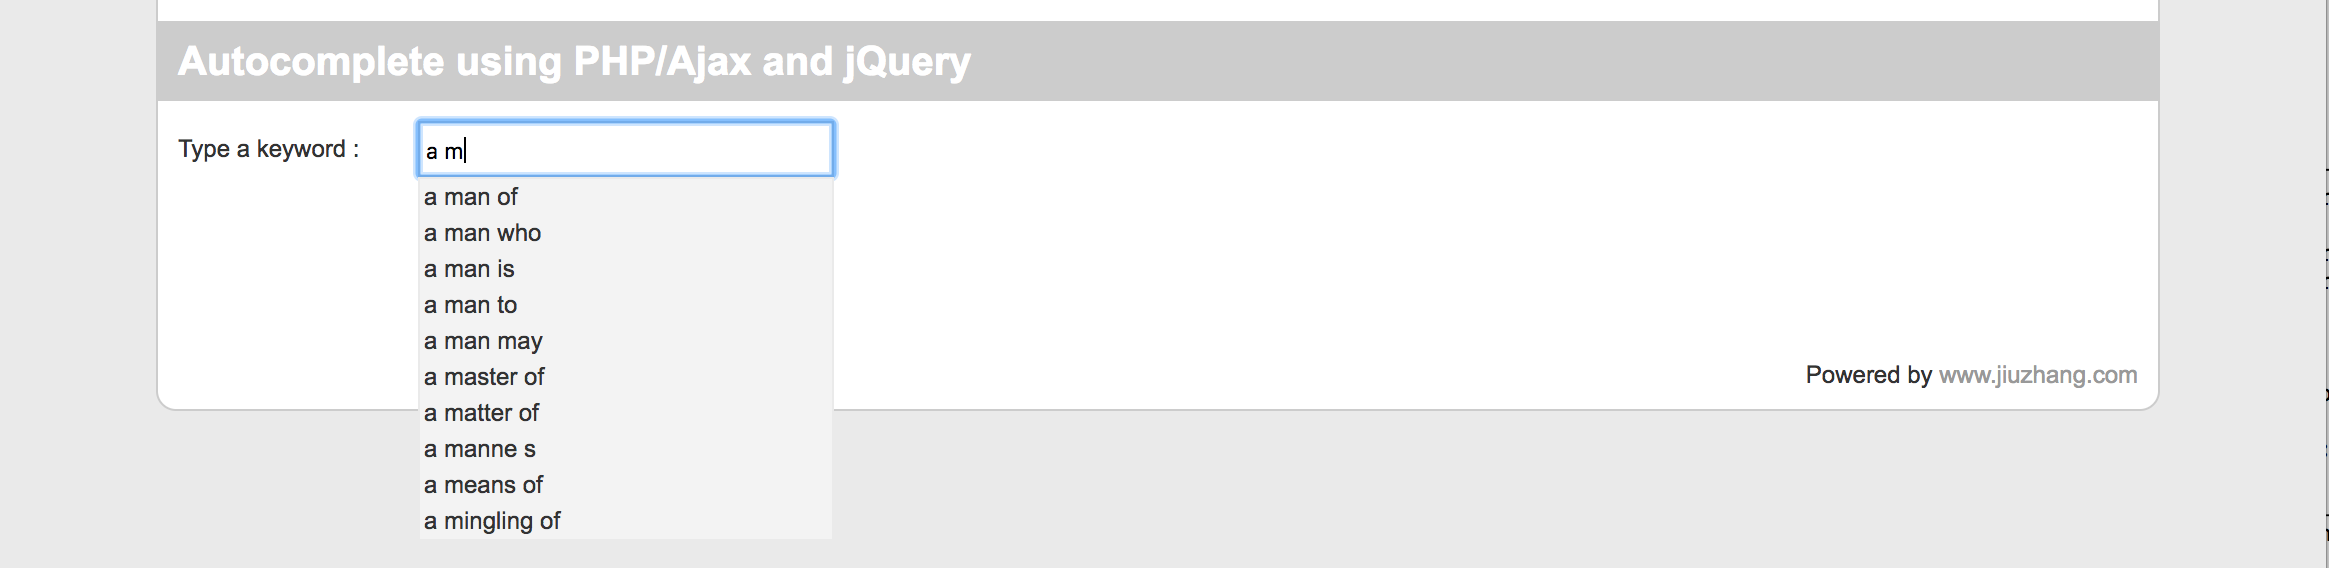 Autocomplete using PHP/Ajax and jQuery
Type a keyword :
a m
a man of
a man who
a man is
a man to
a man may
a master of
a matter of
a manne s
a means of
a mingling of
Powered by www.jiuzhang.com